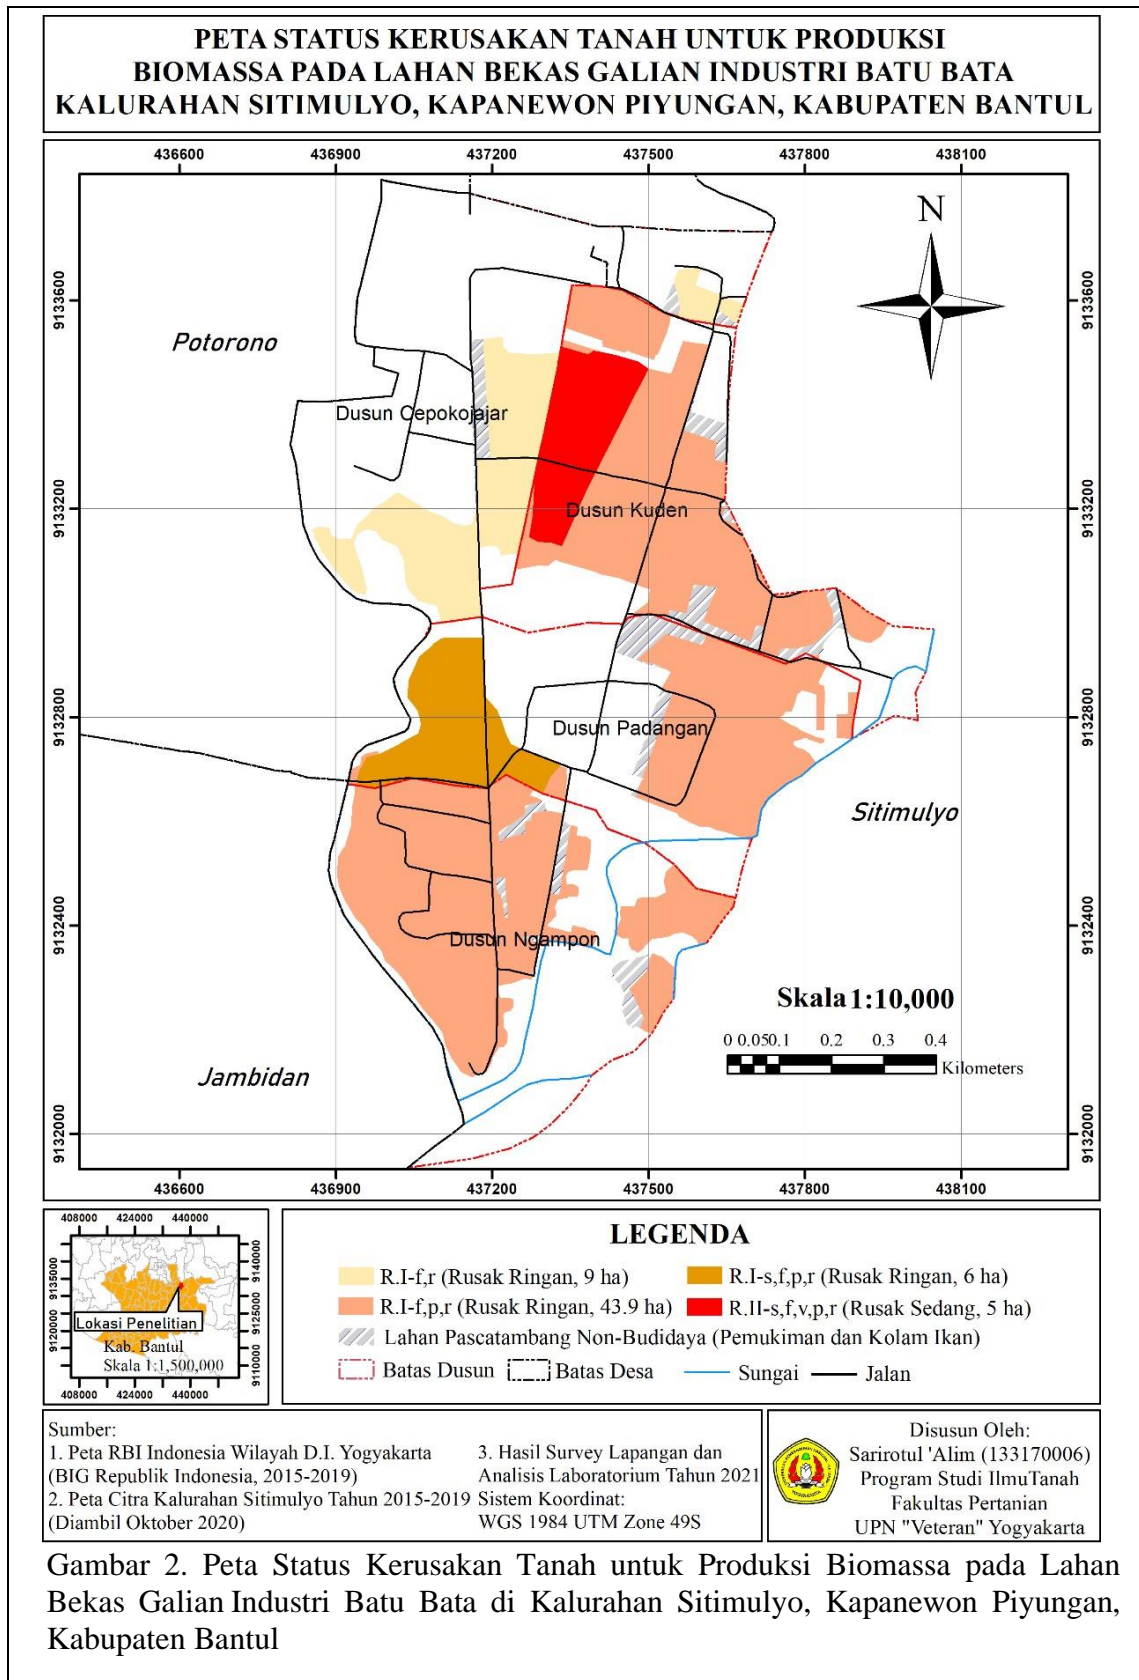 PETA STATUS KERUSAKAN TANAH UNTUK PRODUKSI
BIOMASSA PADA LAHAN BEKAS GALIAN INDUSTRI BATU BATA
KALURAHAN SITIMULYO, KAPANEWON PIYUNGAN, KABUPATEN BANTUL
436600 436900 437200 437500 437800 438100
N
9133600 9133600
Potorono
Dusun Cepokojajar
9133200 9133200
Dusun Kuden
9132800 9132800
Dusun Padangan
Sitimulyo
9132400 9132400
Dusun Ngampon
Skala 1:10,000
0 0.050.1 0.2 0.3 0.4
Kilometers
Jambidan
9132000 9132000
436600 436900 437200 437500 437800 438100
408000 424000 440000
9135000 9140000
9120000 9125000
9110000
Lokasi Penelitian
Kab. Bantul
Skala 1:1,500,000
408000 424000 440000
LEGENDA
R.I-f,r (Rusak Ringan, 9 ha) R.I-s,f,p,r (Rusak Ringan, 6 ha)
R.I-f,p,r (Rusak Ringan, 43.9 ha) R.II-s,f,v,p,r (Rusak Sedang, 5 ha)
Lahan Pascatambang Non-Budidaya (Pemukiman dan Kolam Ikan)
Batas Dusun Batas Desa Sungai Jalan
Sumber:
1. Peta RBI Indonesia Wilayah D.I. Yogyakarta
(BIG Republik Indonesia, 2015-2019)
2. Peta Citra Kalurahan Sitimulyo Tahun 2015-2019
(Diambil Oktober 2020)
3. Hasil Survey Lapangan dan
Analisis Laboratorium Tahun 2021
Sistem Koordinat:
WGS 1984 UTM Zone 49S
Disusun Oleh:
Sarirotul 'Alim (133170006)
Program Studi IlmuTanah
Fakultas Pertanian
UPN "Veteran" Yogyakarta
Gambar 2. Peta Status Kerusakan Tanah untuk Produksi Biomassa pada Lahan
Bekas Galian Industri Batu Bata di Kalurahan Sitimulyo, Kapanewon Piyungan,
Kabupaten Bantul